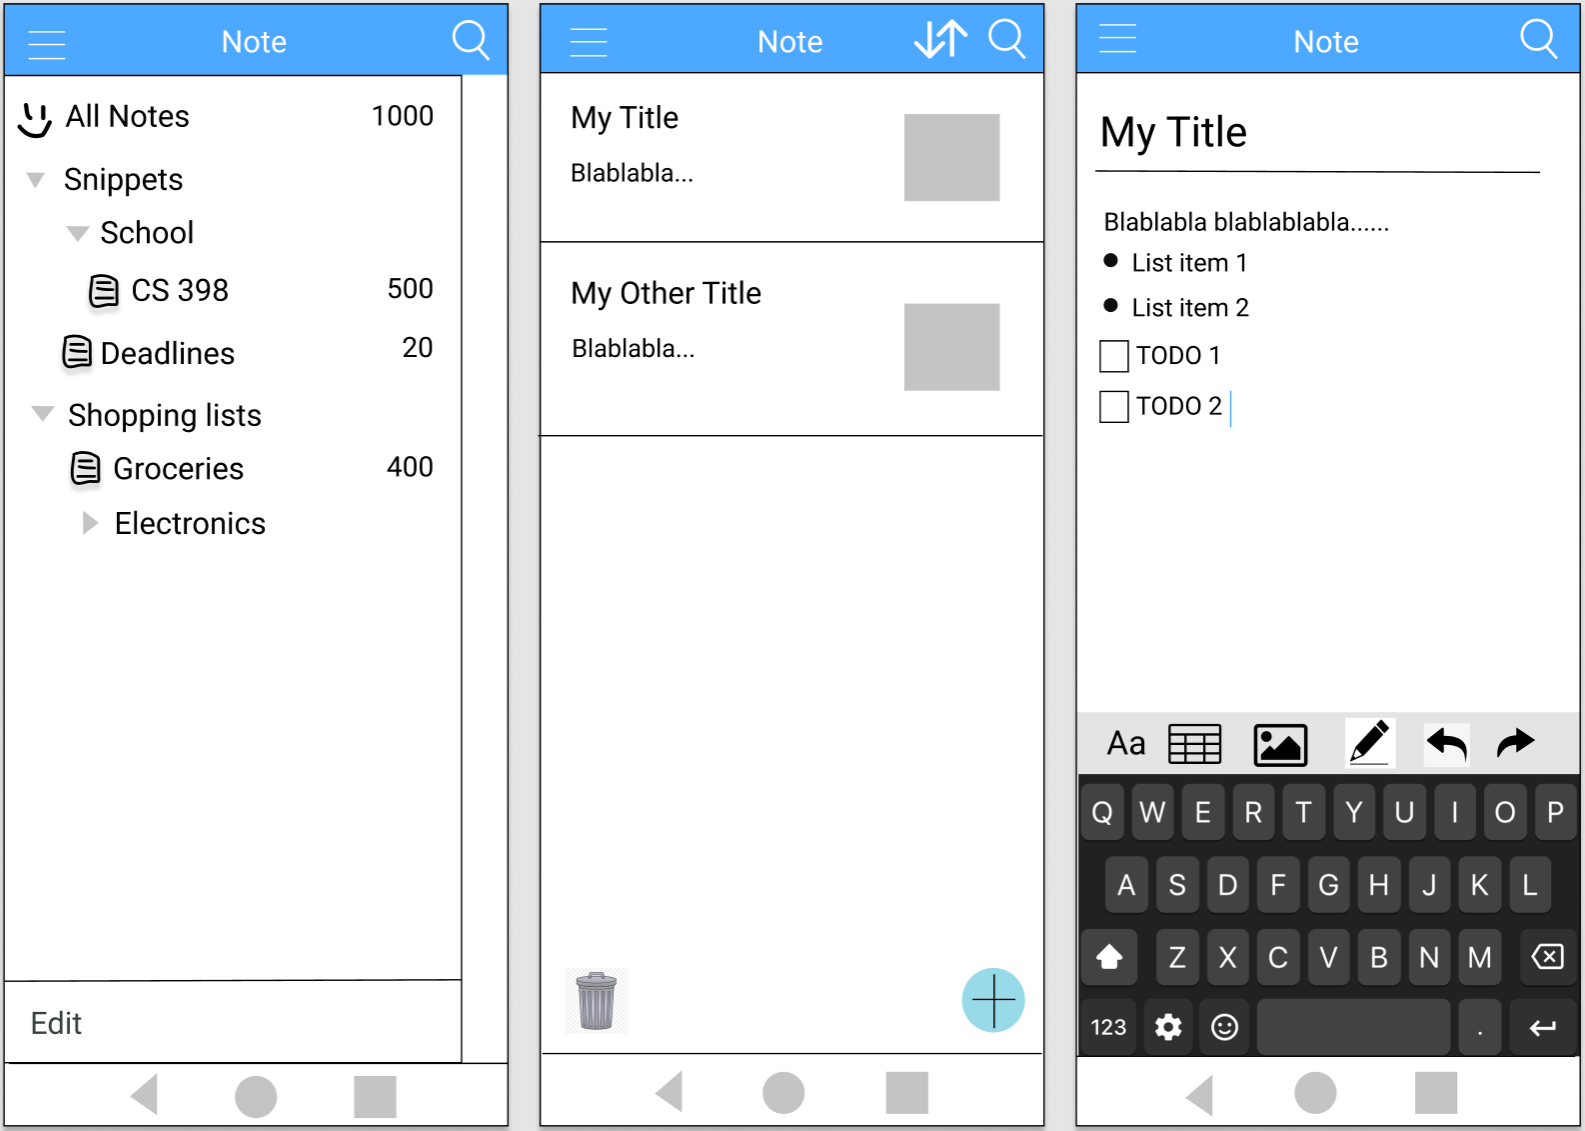 Note
All Notes 1000
Snippets
School
CS 398 500
Deadlines 20
Shopping lists
Groceries 400
Electronics
Edit
Note
My Title
Blablabla...
My Other Title
Blablabla...
Note
My Title
Blablabla blablablabla......
List item 1
List item 2
TODO 1
TODO 2
Aa
Q W E R T Y U I O P
A S D F G H J K L
Z X C V B N M
123 .